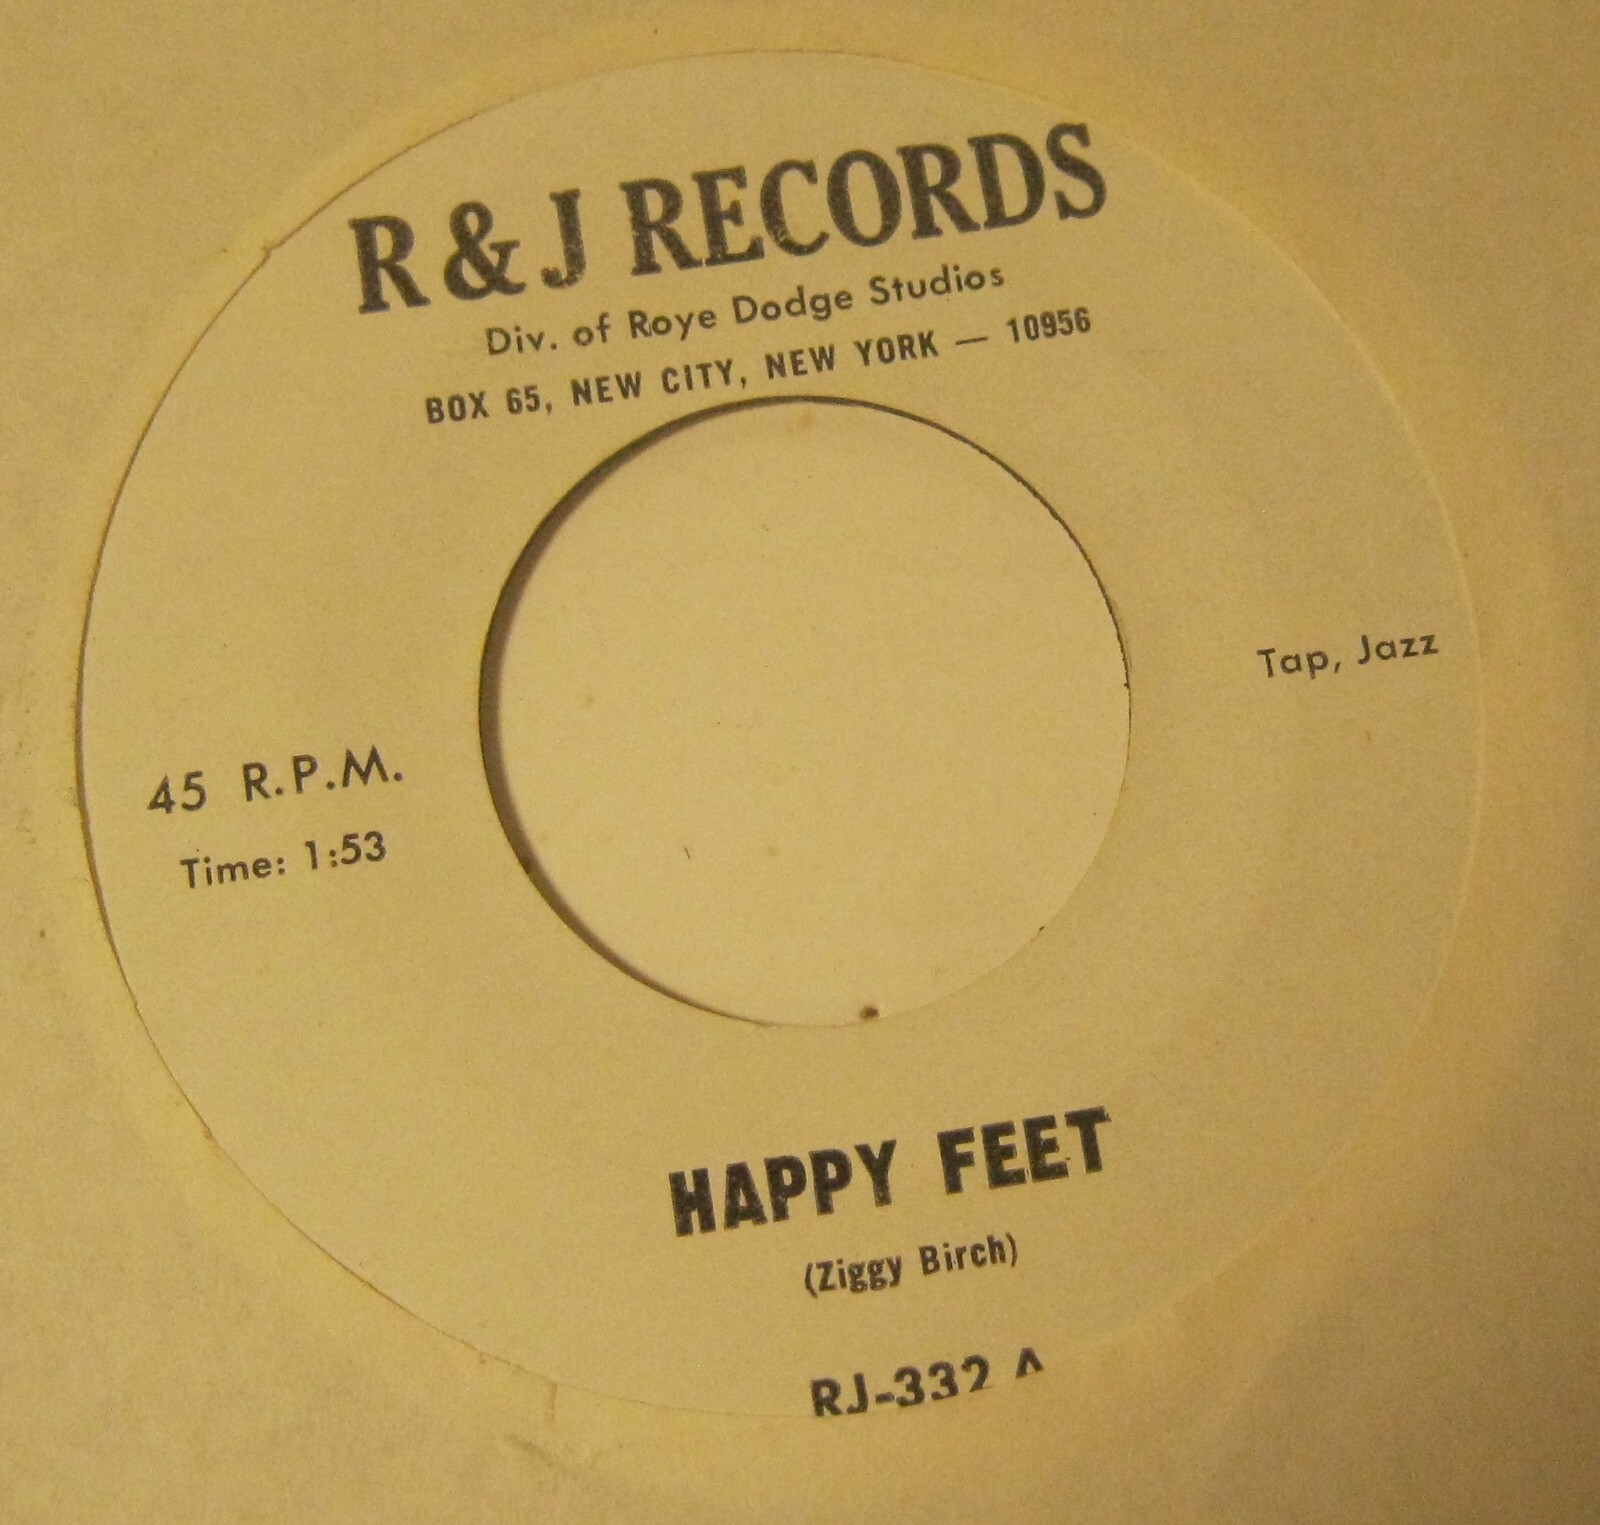 R & J RECORDS
Div. of Roye Dodge Studios
BOX 65, NEW CITY, NEW YORK — 10956
Tap, Jazz
45 R.P.M.
Time: 1:53
HAPPY FEET
(Ziggy Birch)
RJ-332 A